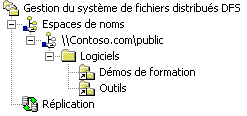 Gestion du système de fichiers distribués DFS
Espaces de noms
\\Contoso.com\public
Logiciels
Démos de formation
Outils
Réplication